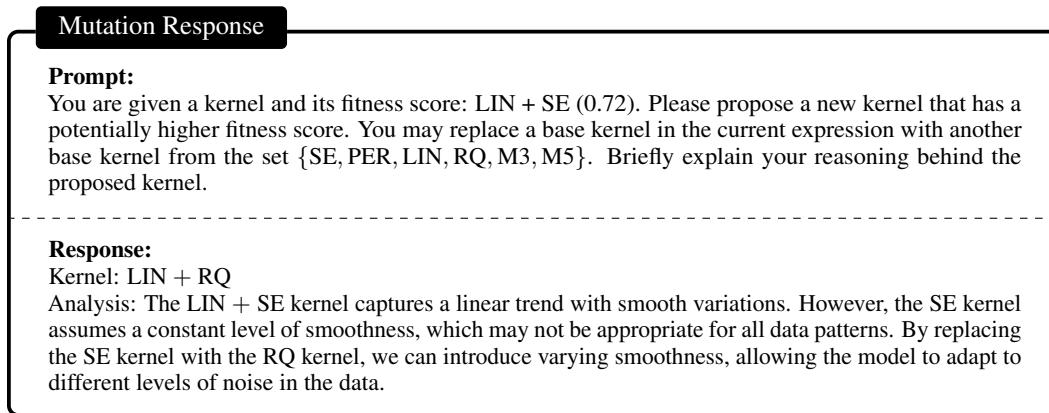 Mutation Response
Prompt:
You are given a kernel and its fitness score: LIN + SE (0.72). Please propose a new kernel that has a
potentially higher fitness score. You may replace a base kernel in the current expression with another
base kernel from the set {SE, PER, LIN, RQ, M3, M5}. Briefly explain your reasoning behind the
proposed kernel.
Response:
Kernel: LIN + RQ
Analysis: The LIN + SE kernel captures a linear trend with smooth variations. However, the SE kernel
assumes a constant level of smoothness, which may not be appropriate for all data patterns. By replacing
the SE kernel with the RQ kernel, we can introduce varying smoothness, allowing the model to adapt to
different levels of noise in the data.